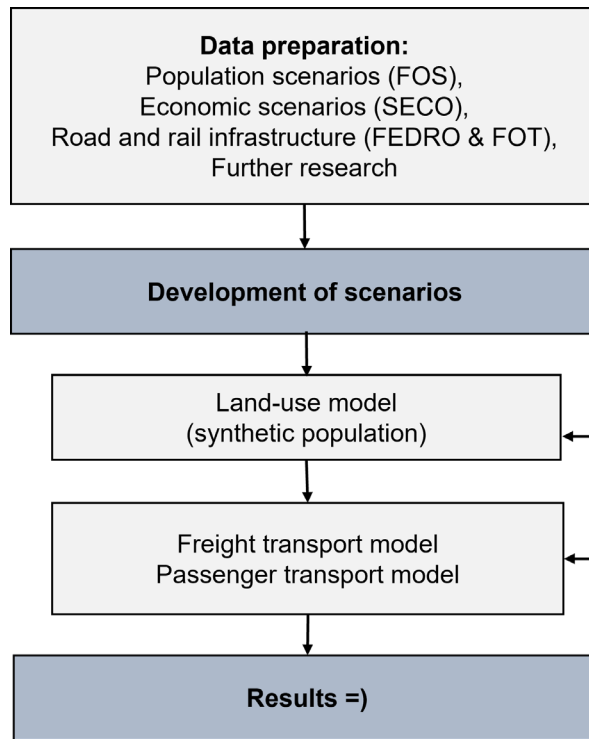 Data preparation:
Population scenarios (FOS),
Economic scenarios (SECO),
Road and rail infrastructure (FEDRO & FOT),
Further research
Development of scenarios
Land-use model
(synthetic population)
Freight transport model
Passenger transport model
Results =)